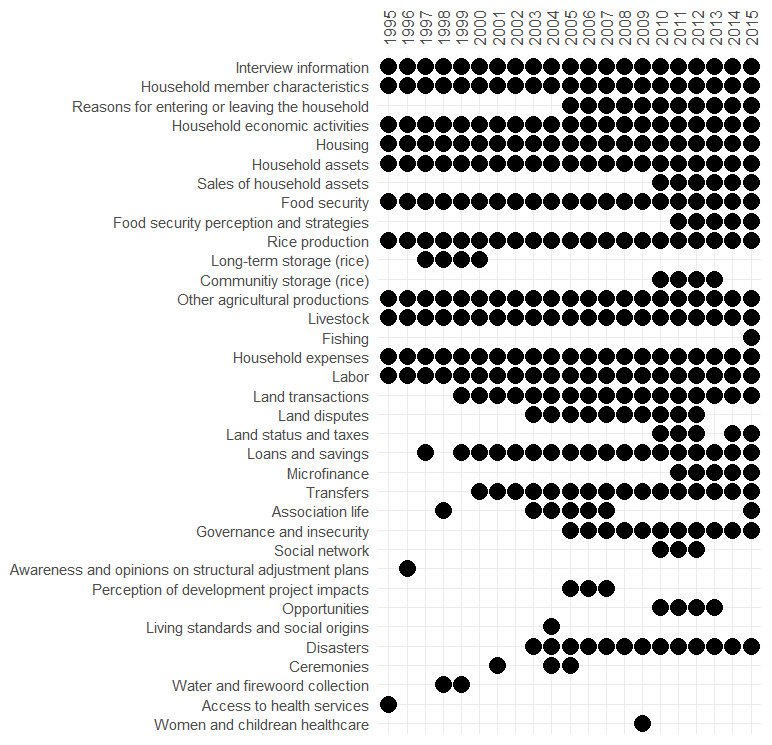 1995 1996 1997 1998 1999 2000 2001 2002 2003 2004 2005 2006 2007 2008 2009 2010 2011 2012 2013 2014 2015
Interview information
Household member characteristics
Reasons for entering or leaving the household
Household economic activities
Housing
Household assets
Sales of household assets
Food security
Food security perception and strategies
Rice production
Long-term storage (rice)
Communitiy storage (rice)
Other agricultural productions
Livestock
Fishing
Household expenses
Labor
Land transactions
Land disputes
Land status and taxes
Loans and savings
Microfinance
Transfers
Association life
Governance and insecurity
Social network
Awareness and opinions on structural adjustment plans
Perception of development project impacts
Opportunities
Living standards and social origins
Disasters
Ceremonies
Water and firewoord collection
Access to health services
Women and childrean healthcare